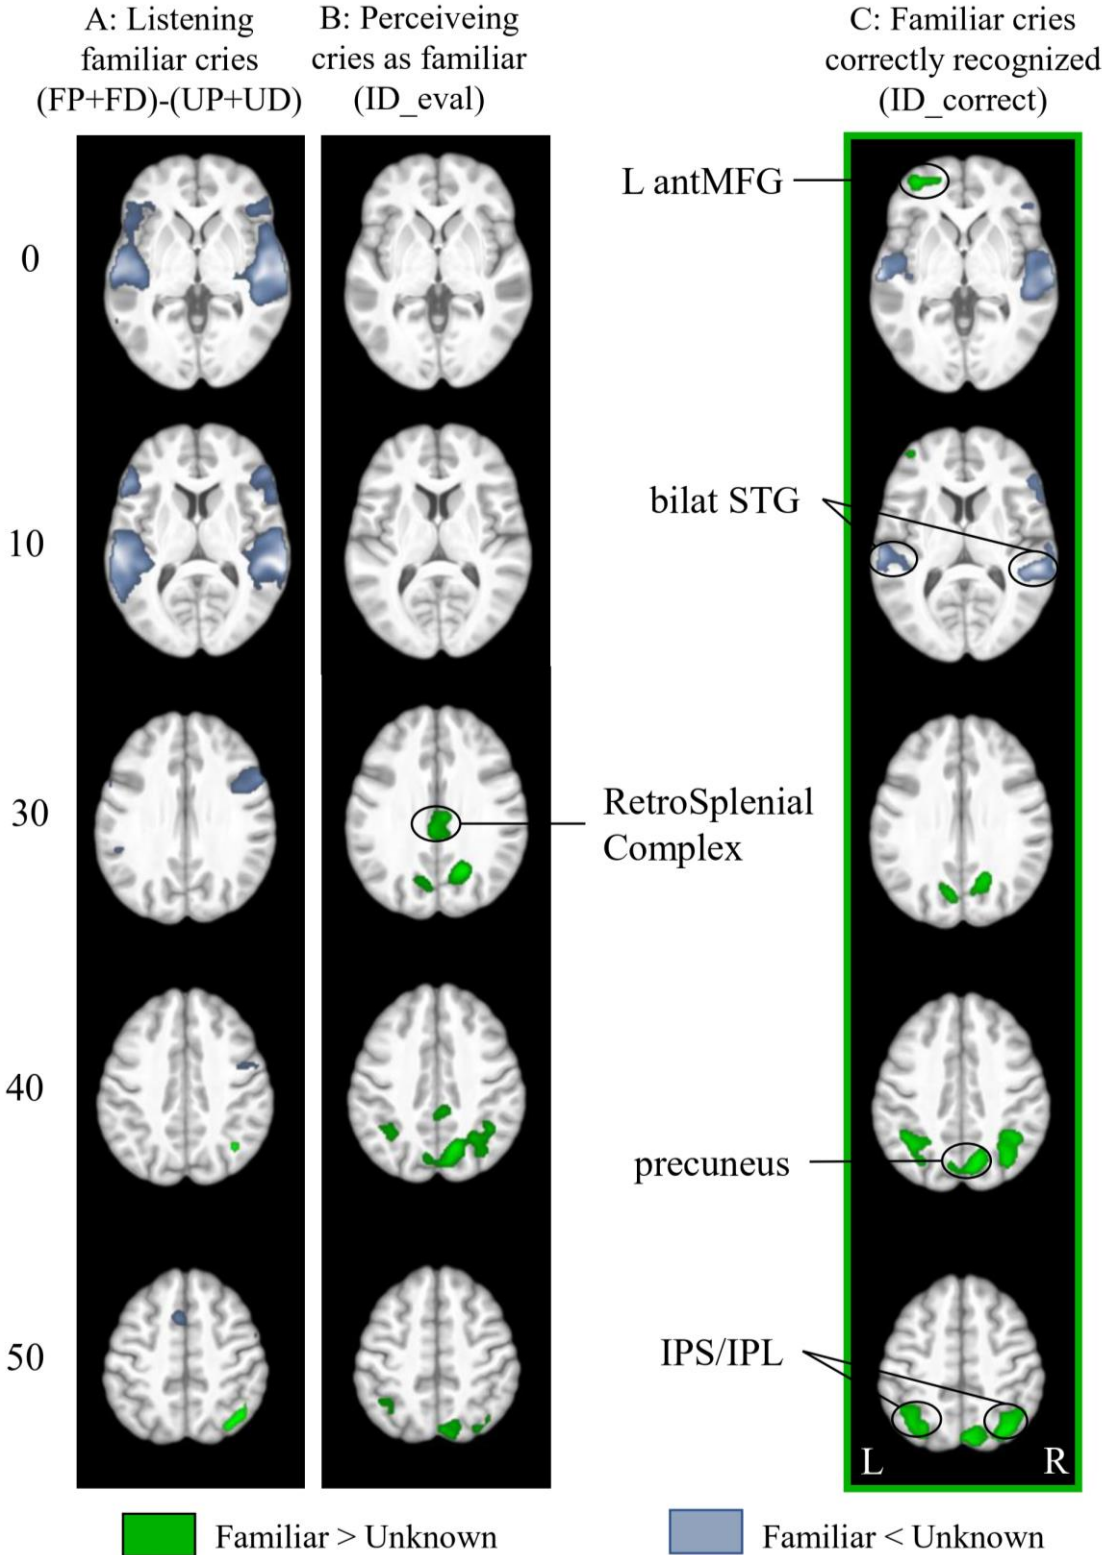 A: Listening
familiar cries
(FP+FD)-(UP+UD)
B: Perceiveing
cries as familiar
(ID_eval)
C: Familiar cries
correctly recognized
(ID_correct)
0
L antMFG
10
bilat STG
30
RetroSplenial
Complex
40
precuneus
50
IPS/IPL
L
R
Familiar > Unknown
Familiar < Unknown